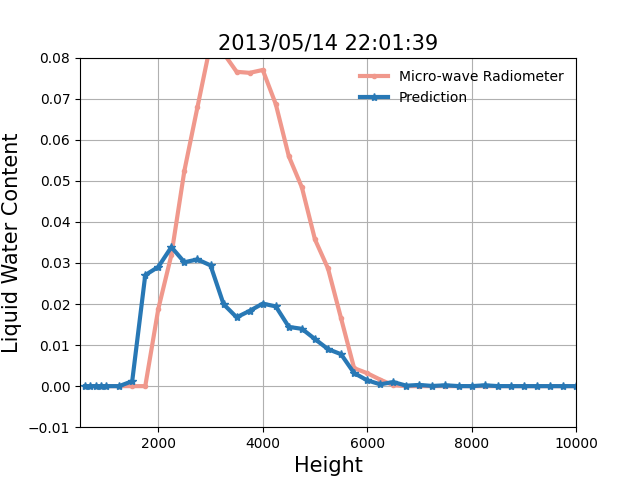 2013/05/14 22:01:39
Micro-wave Radiometer
Prediction
Liquid Water Content
0.08
0.07
0.06
0.05
0.04
0.03
0.02
0.01
0.00
−0.01
2000 4000 6000 8000 10000
Height